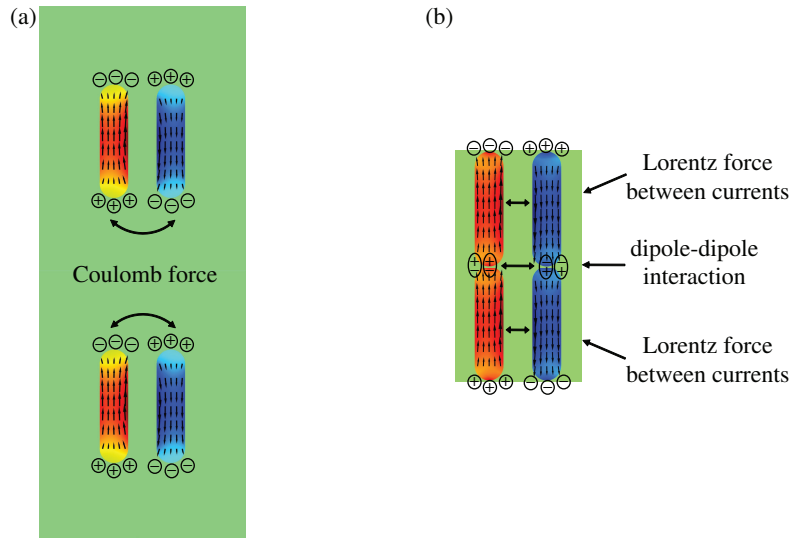 (a)
⊖⊖⊖ ⊕⊕⊕
⊕⊕⊕ ⊖⊖⊖
Coulomb force
⊖⊖⊖ ⊕⊕⊕
⊕⊕⊕ ⊖⊖⊖
(b)
⊖⊖⊖ ⊕⊕⊕
Lorentz force
between currents
+ + − −
− − + +
dipole-dipole
interaction
Lorentz force
between currents
⊕⊕⊕ ⊖⊖⊖